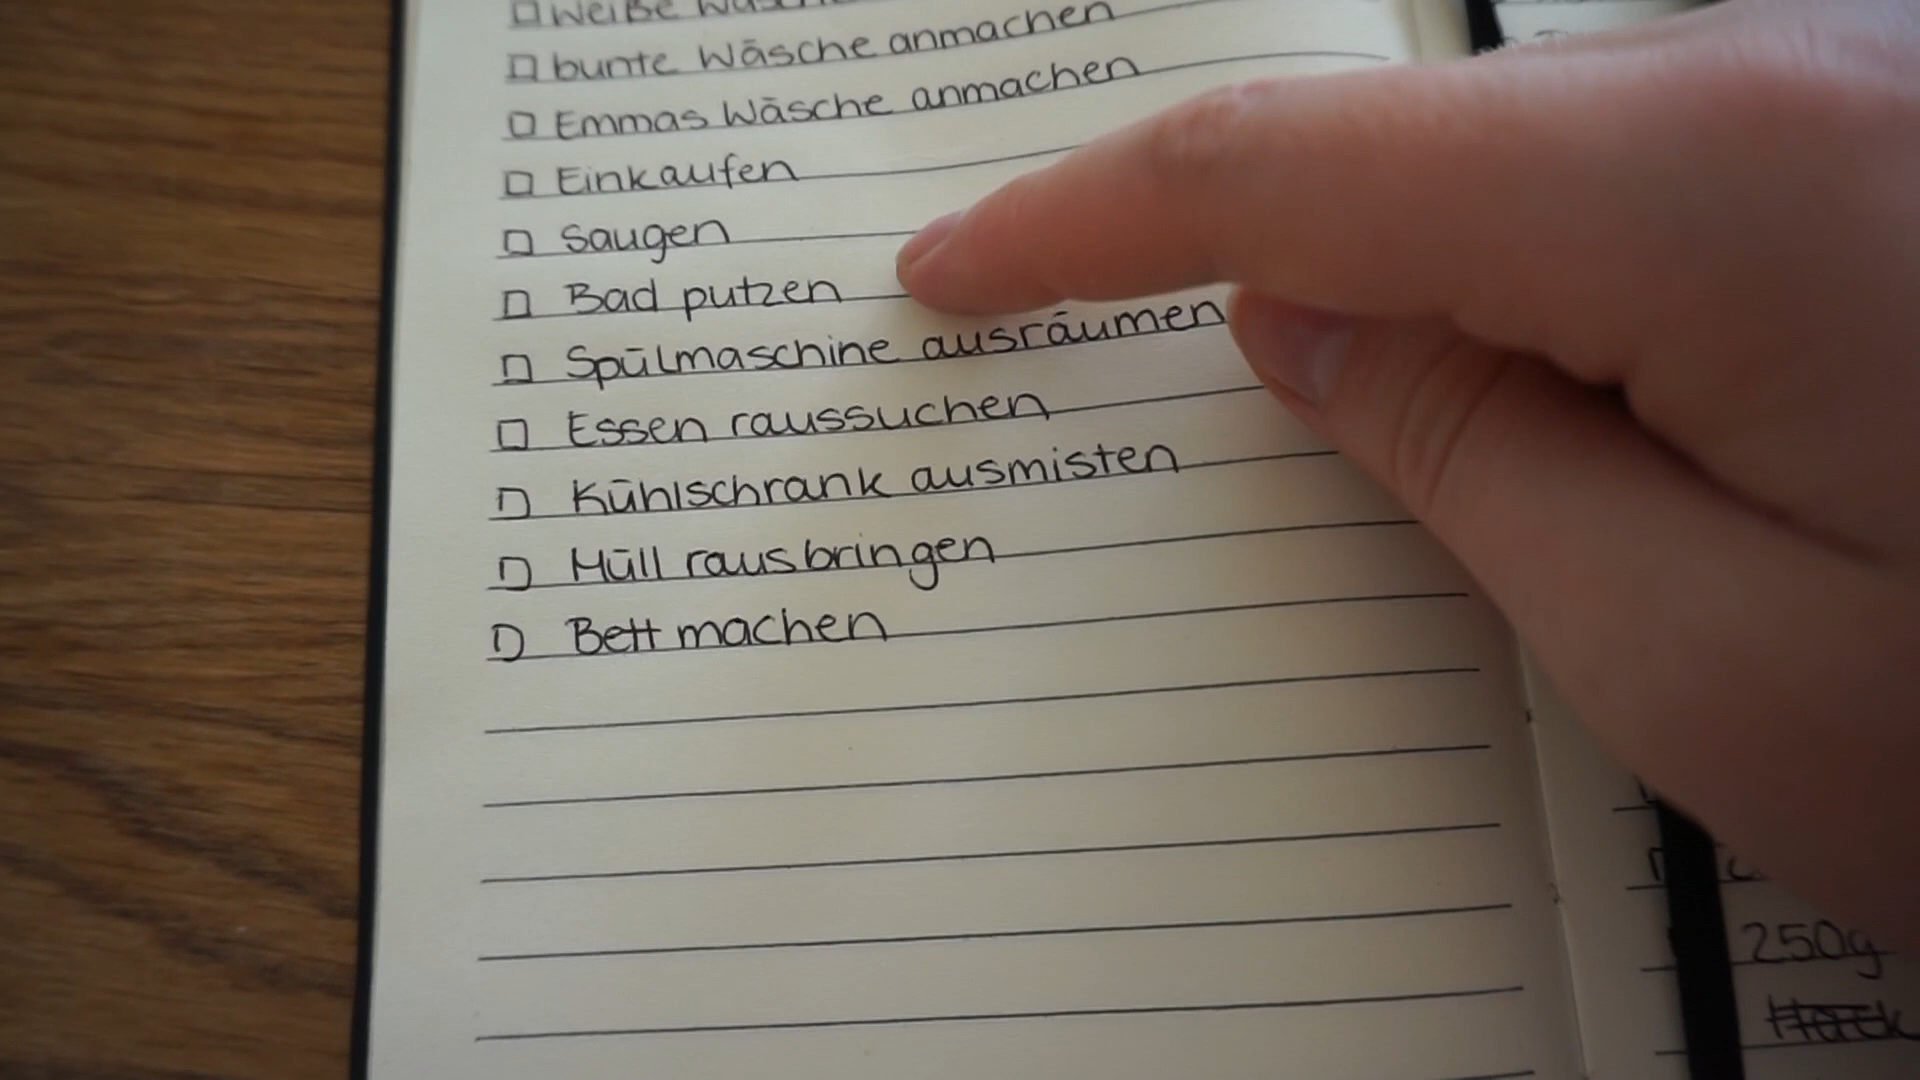 Weiße
bunte Wäsche anmachen
Emmas Wäsche anmachen
Einkaufen
saugen
Bad putzen
Spülmaschine ausräumen
Essen raussuchen
Kühlschrank ausmisten
Müll rausbringen
Bett machen
250g